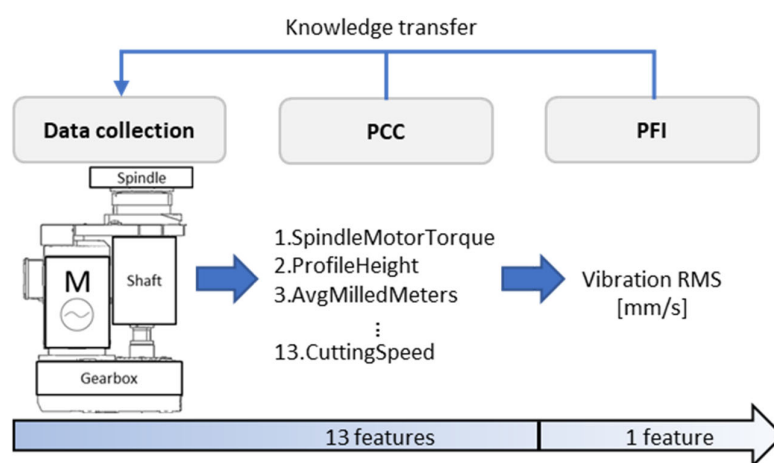 Knowledge transfer
Data collection
PCC
PFI
Spindle
M
Shaft
Gearbox
1.SpindleMotorTorque
2.ProfileHeight
3.AvgMilledMeters
⋮
13.CuttingSpeed
Vibration RMS
[mm/s]
13 features
1 feature